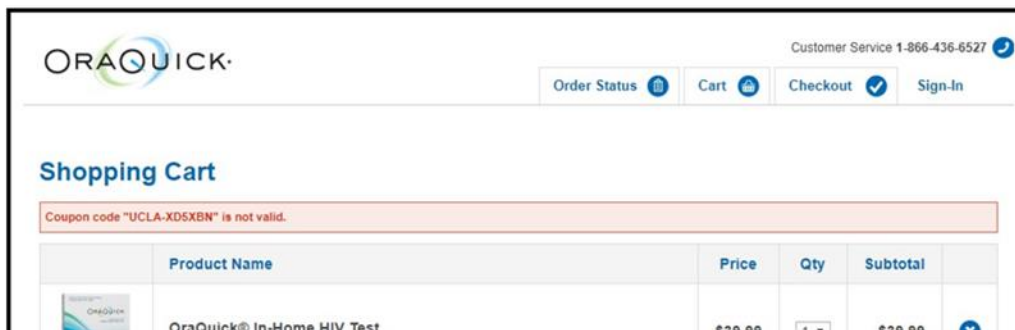 ORAQUICK·
Customer Service 1-866-436-6527
Order Status Cart Checkout Sign-In
Shopping Cart
Coupon code "UCLA-XD5XBN" is not valid.
Product Name Price Qty Subtotal
ORAQUICK
OraQuick® In-Home HIV Test